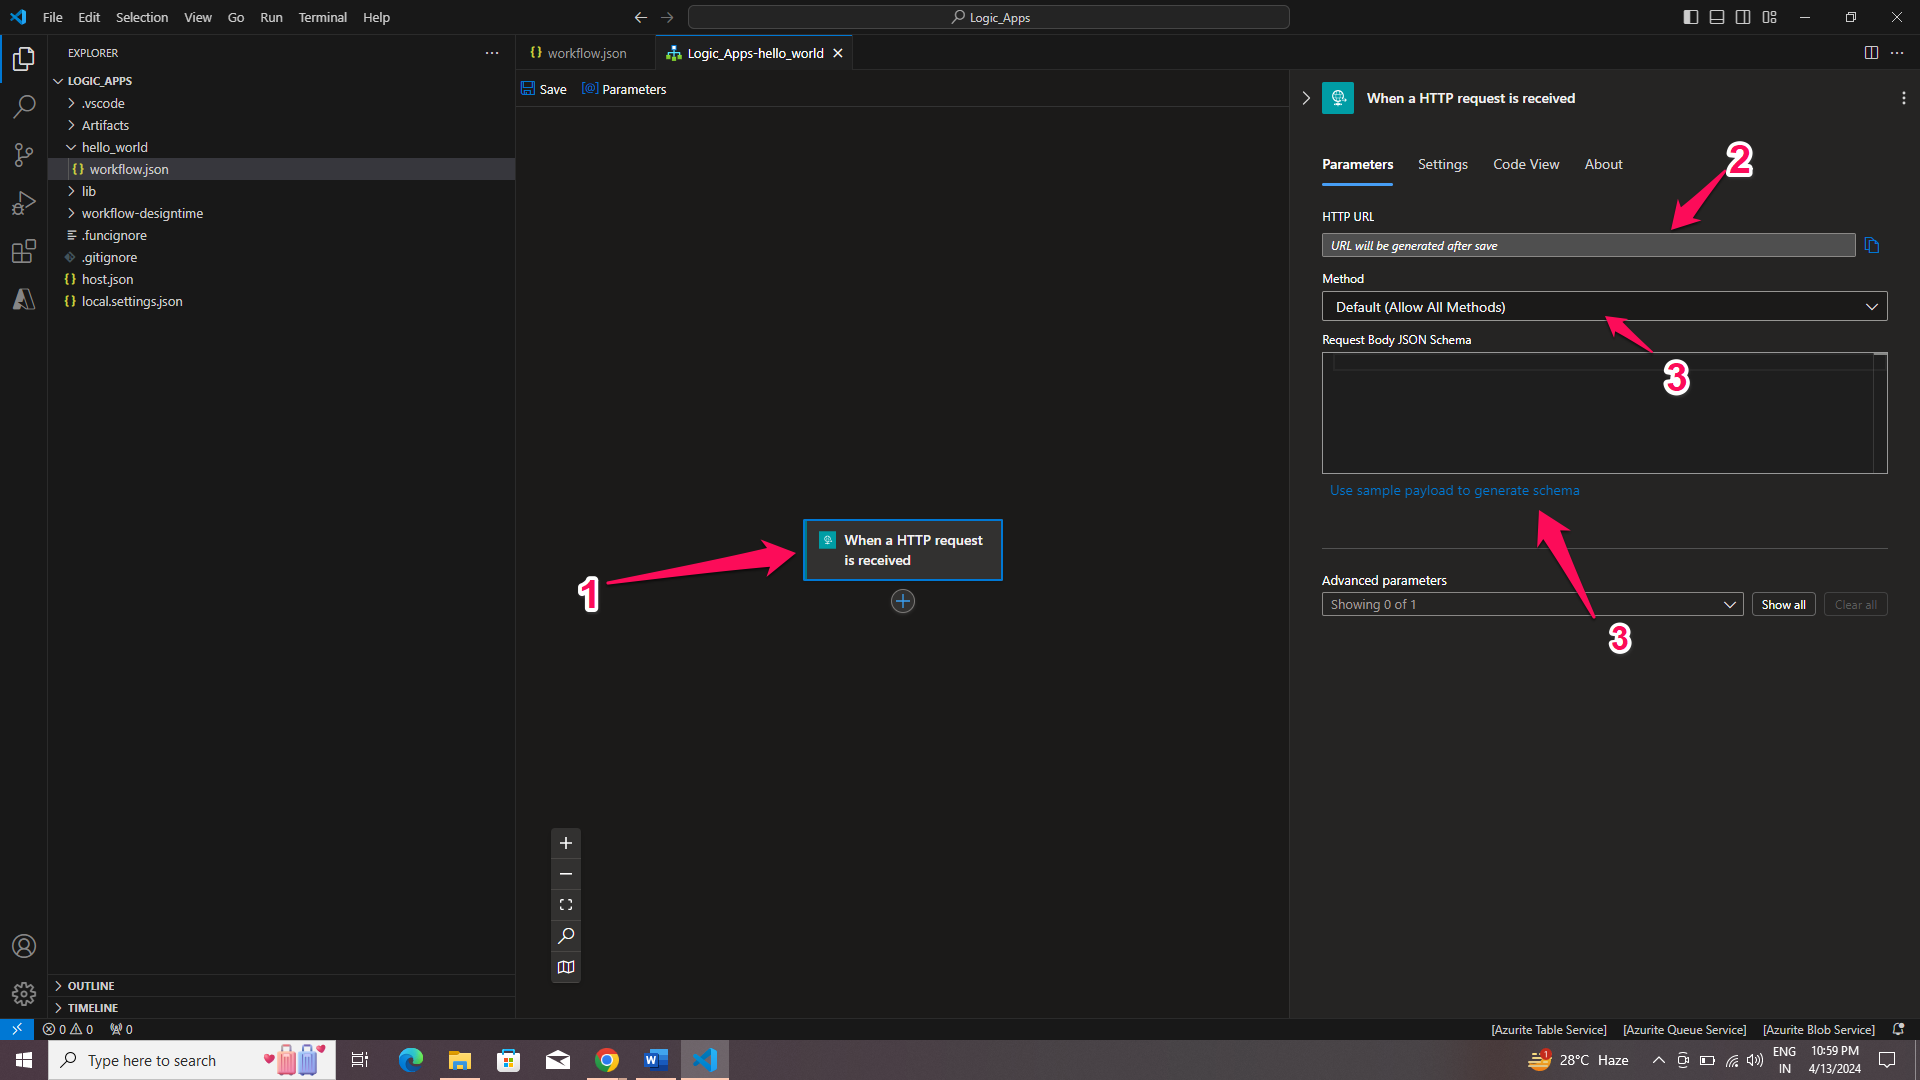 File Edit Selection View Go Run Terminal Help
Logic_Apps
EXPLORER
LOGIC_APPS
.vscode
Artifacts
hello_world
{} workflow.json
lib
workflow-designtime
.funcignore
.gitignore
{} host.json
{} local.settings.json
OUTLINE
TIMELINE
{} workflow.json
Logic_Apps-hello_world
Save
[@] Parameters
1
When a HTTP request
is received
When a HTTP request is received
Parameters Settings Code View About
2
HTTP URL
URL will be generated after save
Method
Default (Allow All Methods)
Request Body JSON Schema
3
Use sample payload to generate schema
Advanced parameters
Showing 0 of 1
Show all
Clear all
3
0 0 0
[Azurite Table Service] [Azurite Queue Service] [Azurite Blob Service]
Type here to search
1
28°C Haze
ENG
IN
10:59 PM
4/13/2024